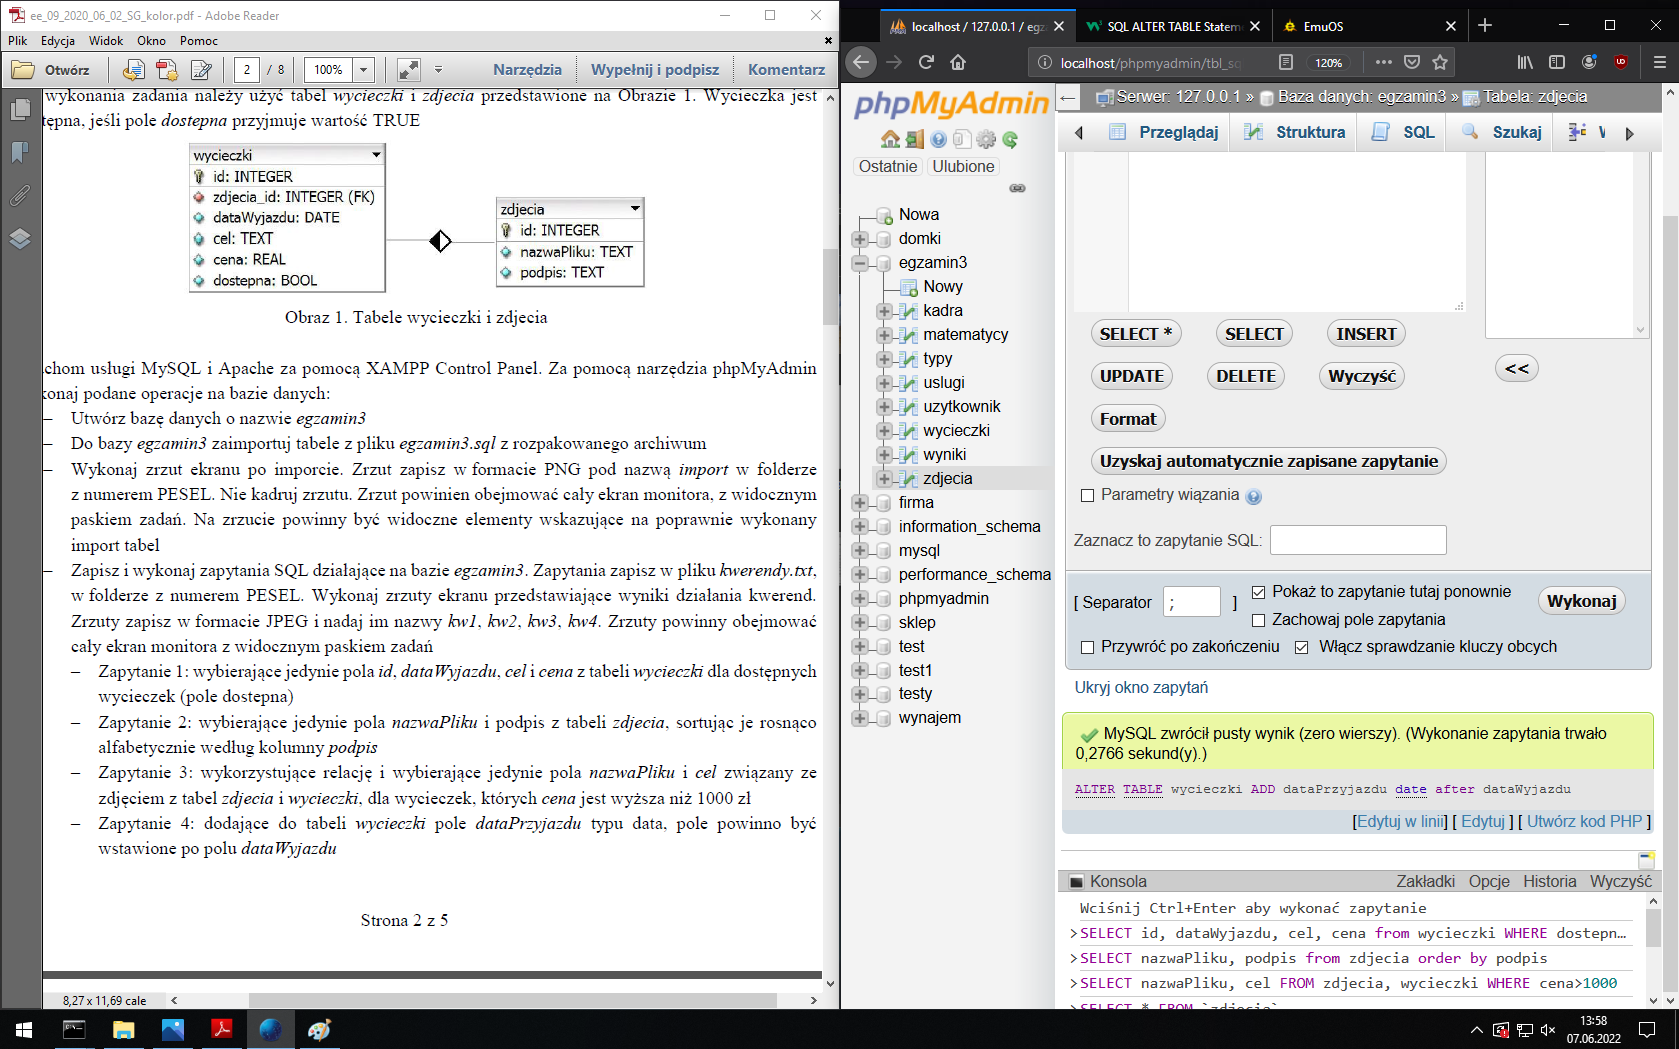 ee_09_2020_06_02_SG_kolor.pdf - Adobe Reader
Plik Edycja Widok Okno Pomoc
Otwórz 2 / 8 100% Narzędzia Wypełnij i podpisz Komentarz
wykonania zadania należy użyć tabel wycieczki i zdjecia przedstawione na Obrazie 1. Wycieczka jest
tępna, jeśli pole dostepna przyjmuje wartość TRUE
wycieczki
id: INTEGER
zdjecia_id: INTEGER (FK)
dataWyjazdu: DATE
cel: TEXT
cena: REAL
dostepna: BOOL
zdjecia
id: INTEGER
nazwaPliku: TEXT
podpis: TEXT
Obraz 1. Tabele wycieczki i zdjecia
chom usługi MySQL i Apache za pomocą XAMPP Control Panel. Za pomocą narzędzia phpMyAdmin
konaj podane operacje na bazie danych:
– Utwórz bazę danych o nazwie egzamin3
– Do bazy egzamin3 zaimportuj tabele z pliku egzamin3.sql z rozpakowanego archiwum
– Wykonaj zrzut ekranu po imporcie. Zrzut zapisz w formacie PNG pod nazwą import w folderze
z numerem PESEL. Nie kadruj zrzutu. Zrzut powinien obejmować cały ekran monitora, z widocznym
paskiem zadań. Na zrzucie powinny być widoczne elementy wskazujące na poprawnie wykonany
import tabel
– Zapisz i wykonaj zapytania SQL działające na bazie egzamin3. Zapytania zapisz w pliku kwerendy.txt,
w folderze z numerem PESEL. Wykonaj zrzuty ekranu przedstawiające wyniki działania kwerend.
Zrzuty zapisz w formacie JPEG i nadaj im nazwy kw1, kw2, kw3, kw4. Zrzuty powinny obejmować
cały ekran monitora z widocznym paskiem zadań
– Zapytanie 1: wybierające jedynie pola id, dataWyjazdu, cel i cena z tabeli wycieczki dla dostępnych
wycieczek (pole dostepna)
– Zapytanie 2: wybierające jedynie pola nazwaPliku i podpis z tabeli zdjecia, sortując je rosnąco
alfabetycznie według kolumny podpis
– Zapytanie 3: wykorzystujące relację i wybierające jedynie pola nazwaPliku i cel związany ze
zdjęciem z tabel zdjecia i wycieczki, dla wycieczek, których cena jest wyższa niż 1000 zł
– Zapytanie 4: dodające do tabeli wycieczki pole dataPrzyjazdu typu data, pole powinno być
wstawione po polu dataWyjazdu
Strona 2 z 5
8,27 x 11,69 cale
localhost / 127.0.0.1 / egz
SQL ALTER TABLE Stateme
EmuOS
localhost/phpmyadmin/tbl_sq 120%
phpMyAdmin
Ostatnie Ulubione
Nowa
domki
egzamin3
Nowy
kadra
matematycy
typy
uslugi
uzytkownik
wycieczki
wyniki
zdjecia
firma
information_schema
mysql
performance_schema
phpmyadmin
sklep
test
test1
testy
wynajem
Serwer: 127.0.0.1 » Baza danych: egzamin3 » Tabela: zdjecia
Przeglądaj Struktura SQL Szukaj
SELECT * SELECT INSERT
UPDATE DELETE Wyczyść
<<
Format
Uzyskaj automatycznie zapisane zapytanie
Parametry wiązania
Zaznacz to zapytanie SQL:
[ Separator ; ]
Pokaż to zapytanie tutaj ponownie
Zachowaj pole zapytania
Wykonaj
Przywróć po zakończeniu Włącz sprawdzanie kluczy obcych
Ukryj okno zapytań
MySQL zwrócił pusty wynik (zero wierszy). (Wykonanie zapytania trwało
0,2766 sekund(y).)
ALTER TABLE wycieczki ADD dataPrzyjazdu date after dataWyjazdu
[Edytuj w linii] [ Edytuj ] [ Utwórz kod PHP ]
Konsola Zakładki Opcje Historia Wyczyść
Wciśnij Ctrl+Enter aby wykonać zapytanie
>SELECT id, dataWyjazdu, cel, cena from wycieczki WHERE dostepn…
>SELECT nazwaPliku, podpis from zdjecia order by podpis
>SELECT nazwaPliku, cel FROM zdjecia, wycieczki WHERE cena>1000
>SELECT * FROM `zdjecia`
13:58
07.06.2022